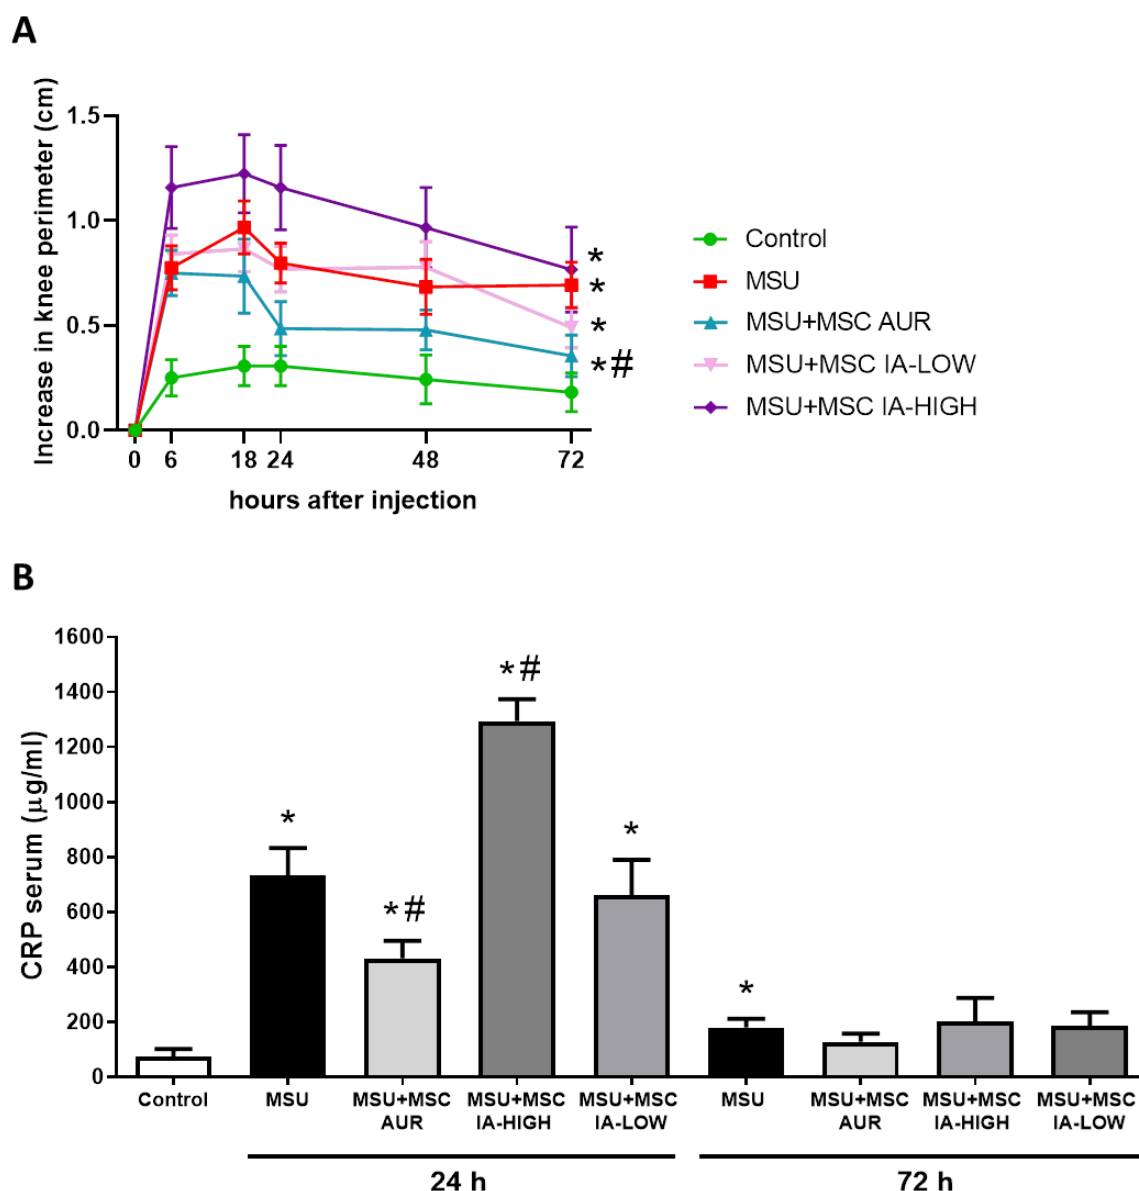 A
Increase in knee perimeter (cm)
1.5
1.0
0.5
0.0
0 6 18 24 48 72
hours after injection
*
*
*
*#
Control
MSU
MSU+MSC AUR
MSU+MSC IA-LOW
MSU+MSC IA-HIGH
B
CRP serum (μg/ml)
1600
1400
1200
1000
800
600
400
200
0
*
*#
*#
*
*
Control MSU MSU+MSC MSU+MSC MSU+MSC MSU MSU+MSC MSU+MSC MSU+MSC
AUR IA-HIGH IA-LOW AUR IA-HIGH IA-LOW
24 h 72 h